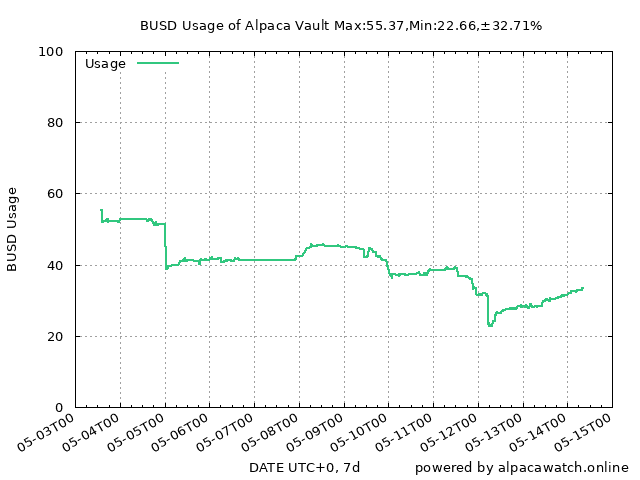 BUSD Usage of Alpaca Vault Max:55.37,Min:22.66,±32.71%
Usage
100
80
60
40
20
0
BUSD Usage
05-03T00
05-04T00
05-05T00
05-06T00
05-07T00
05-08T00
05-09T00
05-10T00
05-11T00
05-12T00
05-13T00
05-14T00
05-15T00
DATE UTC+0, 7d
powered by alpacawatch.online